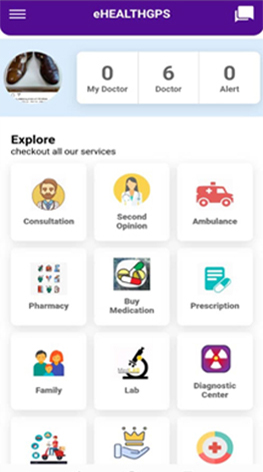 eHEALTHGPS
0 6 0
My Doctor Doctor Alert
Explore
checkout all our services
Consultation
Second
Opinion
Ambulance
Pharmacy
Buy
Medication
Prescription
Family
Lab
Diagnostic
Center